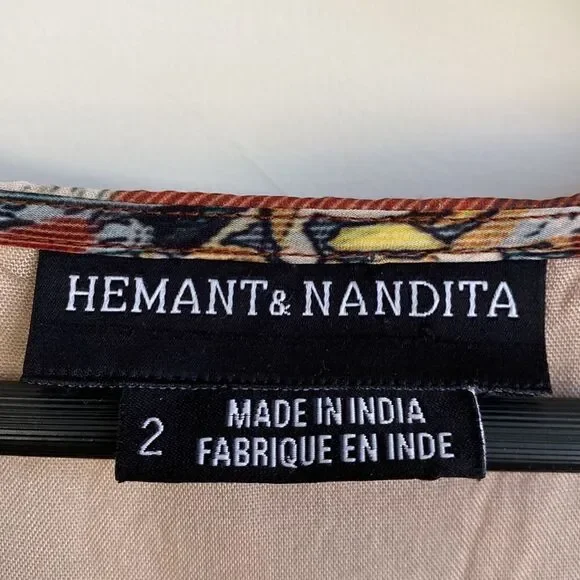 HEMANT & NANDITA
2
MADE IN INDIA
FABRIQUE EN INDE